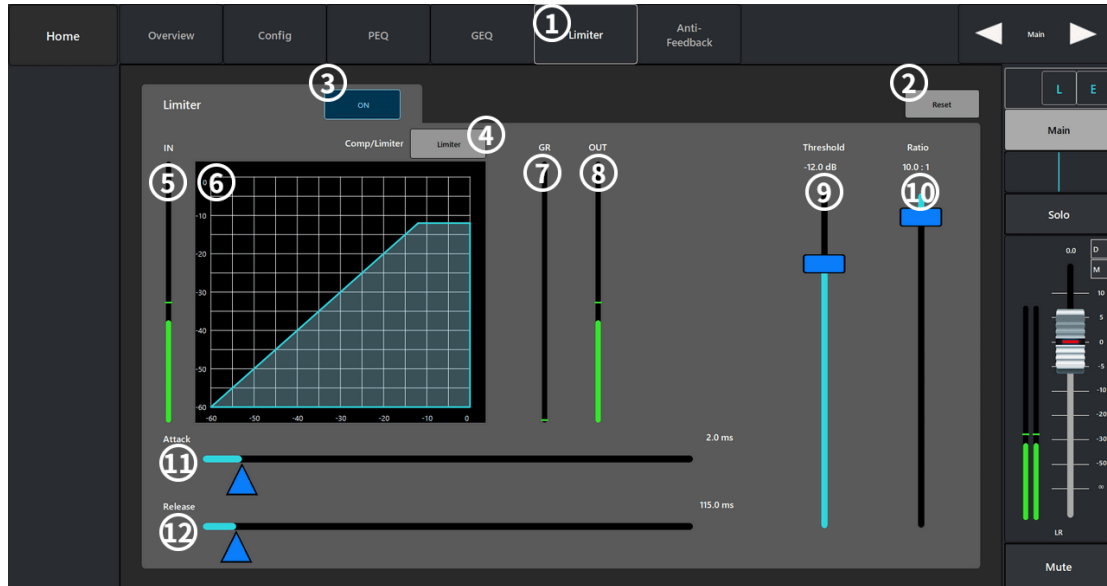 Home
Overview
Config
PEQ
GEQ
1
Limiter
Anti-
Feedback
Main
L
E
Limiter
3
ON
2
Reset
Main
Comp/Limiter
Limiter
4
IN
GR
OUT
Threshold
Ratio
-12.0 dB
10.0 : 1
5
6
7
8
9
10
0
-10
-20
-30
-40
-50
-60
-60
-50
-40
-30
-20
-10
0
Solo
0.0
D
M
10
5
0
-5
-10
-20
-30
-50
∞
LR
Attack
2.0 ms
11
Release
115.0 ms
12
Mute